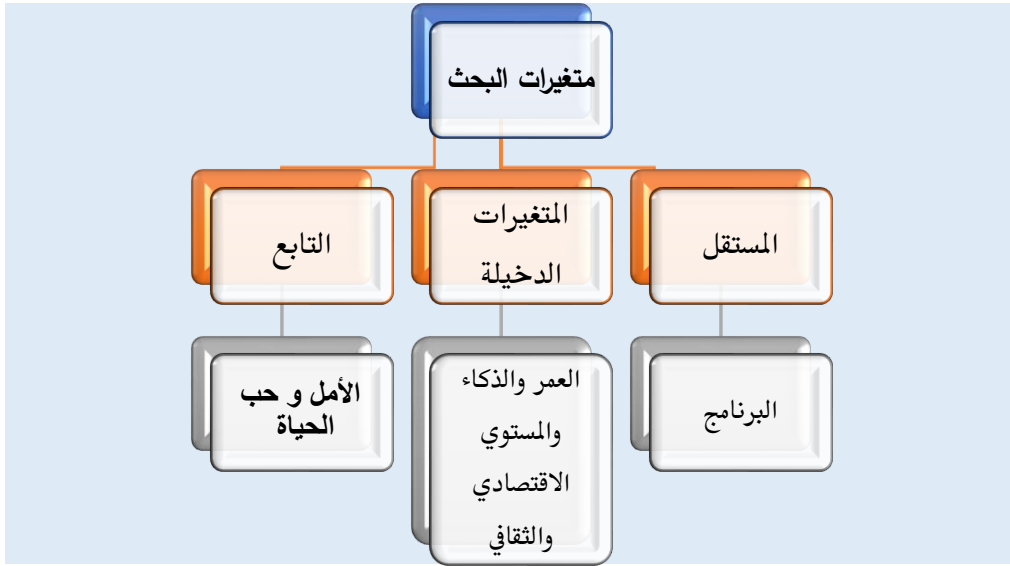 متغيرات البحث
المستقل
المتغيرات
الدخيلة
التابع
البرنامج
العمر والذكاء
والمستوي
الاقتصادي
والثقافي
الأمل و حب
الحياة